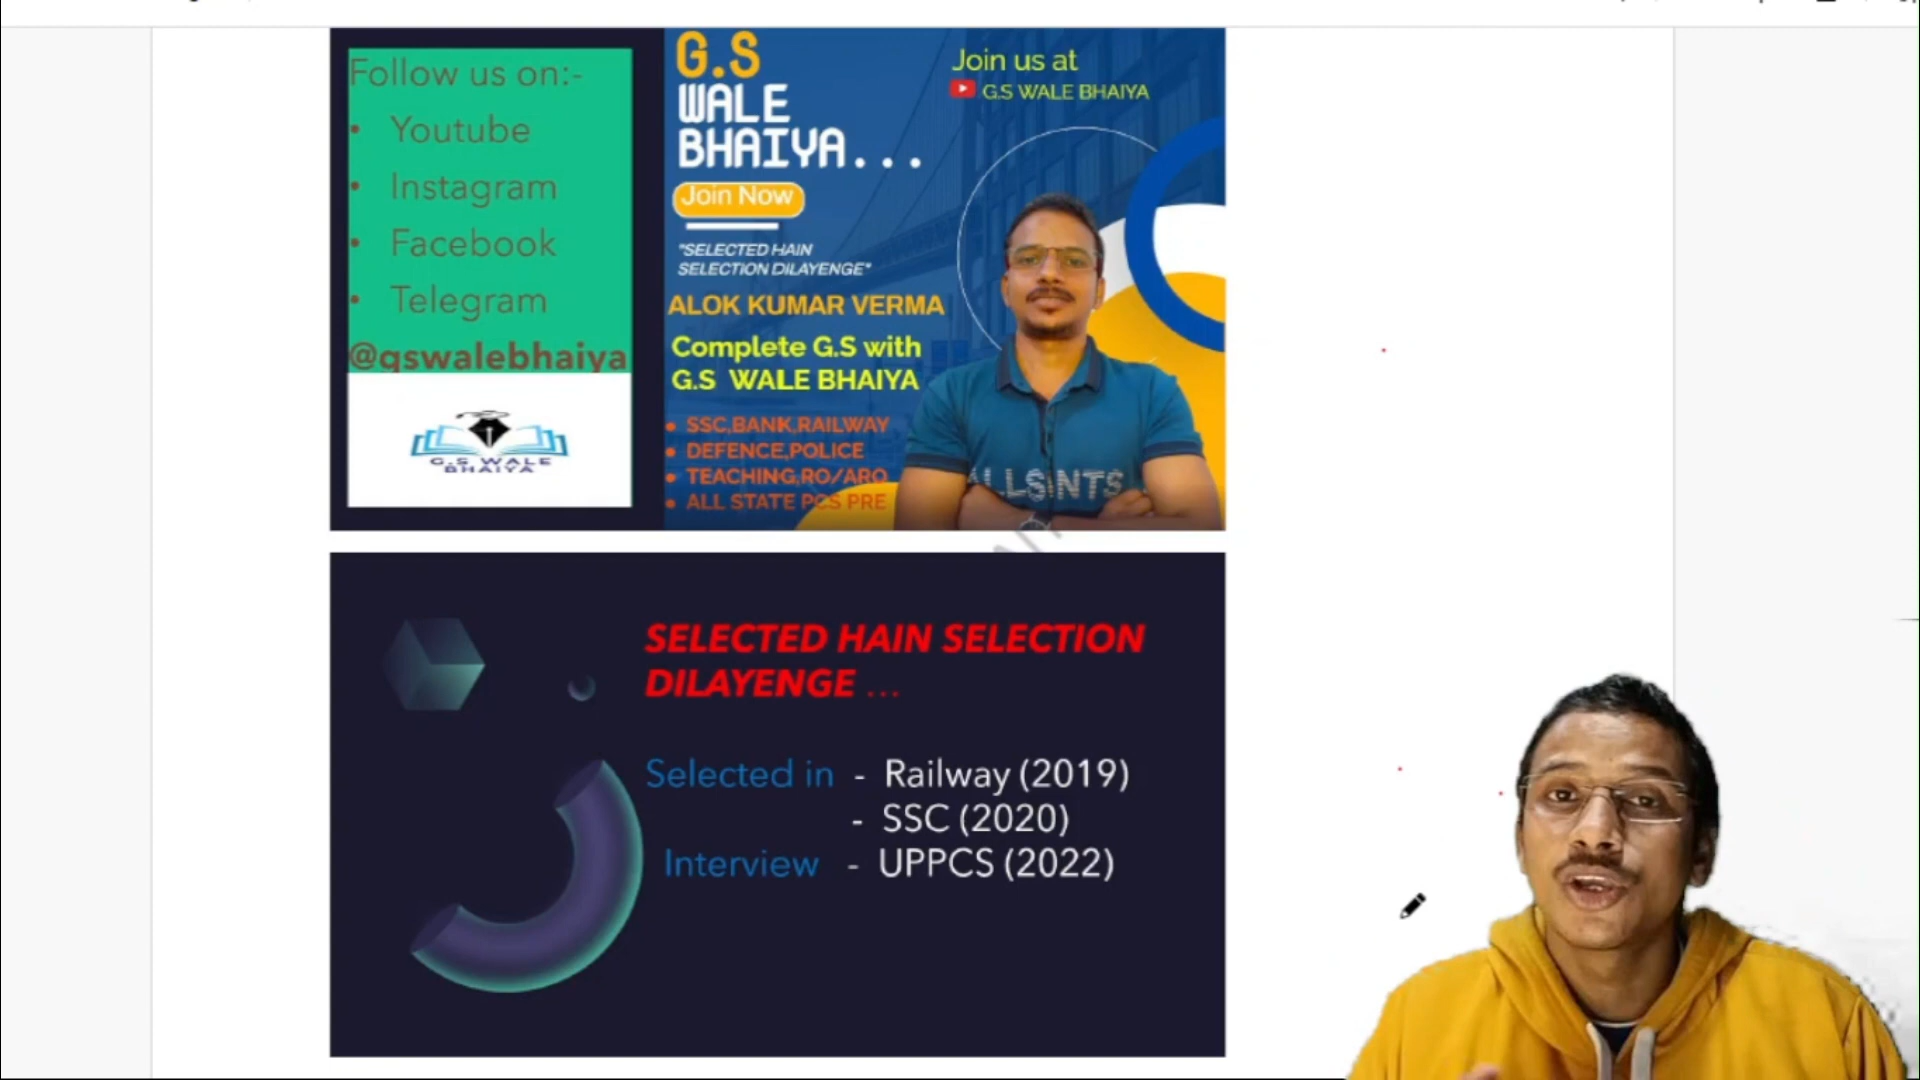 Follow us on:-
• Youtube
• Instagram
• Facebook
• Telegram
@gswalebhaiya
G.S WALE
BHAIYA
G.S
WALE
BHAIYA...
Join Now
"SELECTED HAIN
SELECTION DILAYENGE"
ALOK KUMAR VERMA
Complete G.S with
G.S WALE BHAIYA
• SSC,BANK,RAILWAY
• DEFENCE,POLICE
• TEACHING,RO/ARO
• ALL STATE PCS PRE
Join us at
G.S WALE BHAIYA
SELECTED HAIN SELECTION
DILAYENGE ...
Selected in - Railway (2019)
- SSC (2020)
Interview - UPPCS (2022)